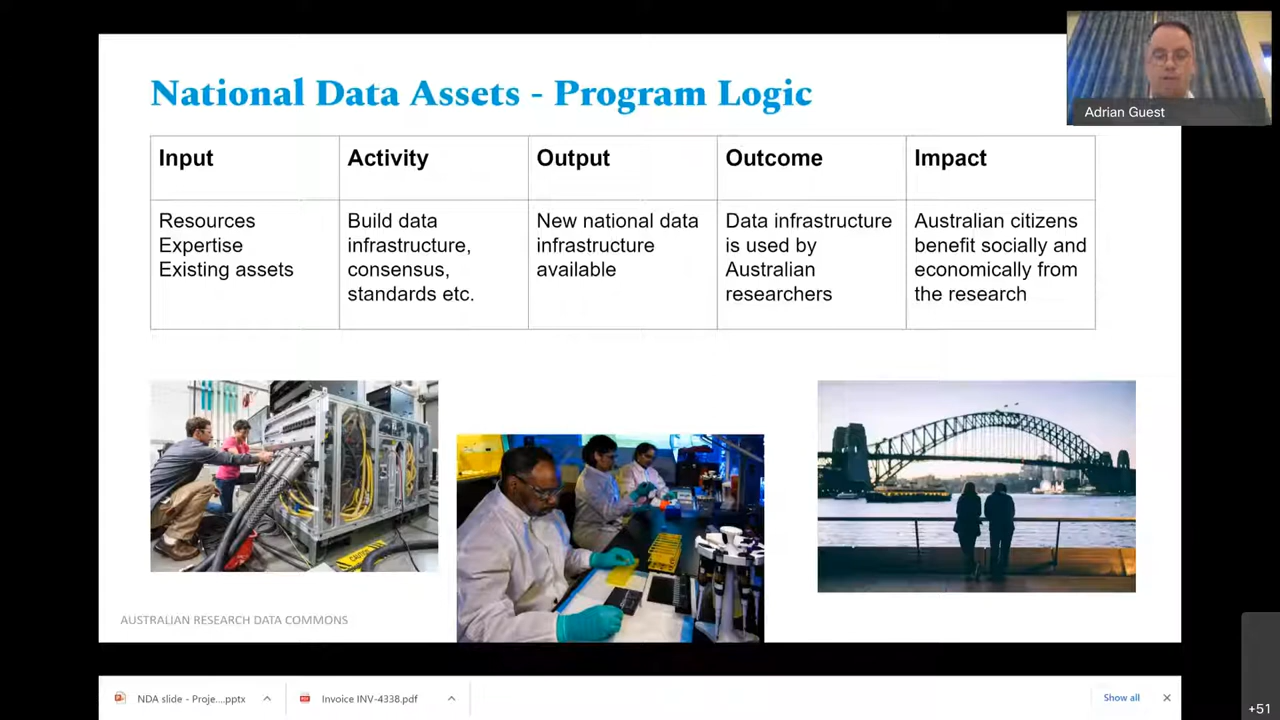 Adrian Guest
National Data Assets - Program Logic
Input
Activity
Output
Outcome
Impact
Resources
Expertise
Existing assets
Build data
infrastructure,
consensus,
standards etc.
New national data
infrastructure
available
Data infrastructure
is used by
Australian
researchers
Australian citizens
benefit socially and
economically from
the research
AUSTRALIAN RESEARCH DATA COMMONS
NDA slide - Proje....pptx
Invoice INV-4338.pdf
Show all
+51